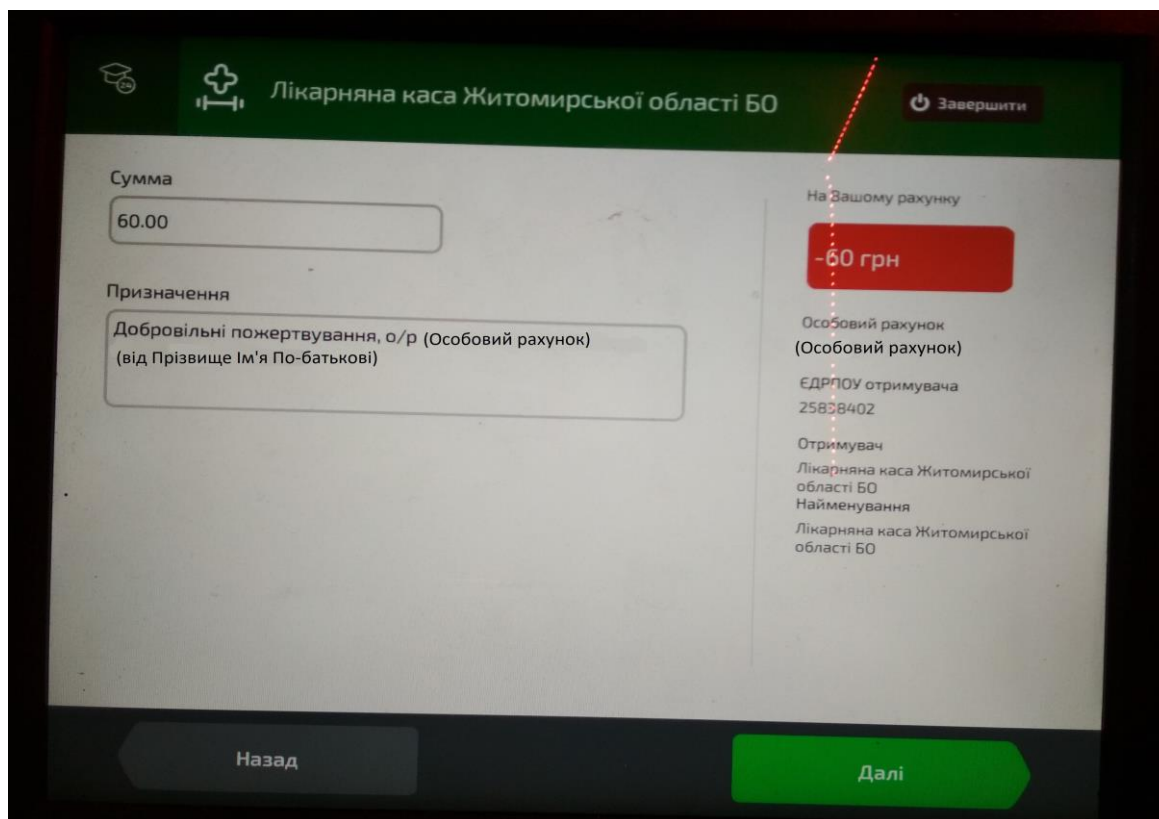 24
Лікарняна каса Житомирської області БО
Завершити
Сумма
60.00
Призначення
Добровільні пожертвування, о/р (Особовий рахунок)
(від Прізвище Ім'я По-батькові)
На Вашому рахунку
-60 грн
Особовий рахунок
(Особовий рахунок)
ЄДРПОУ отримувача
25838402
Отримувач
Лікарняна каса Житомирської
області БО
Найменування
Лікарняна каса Житомирської
області БО
Назад
Далі